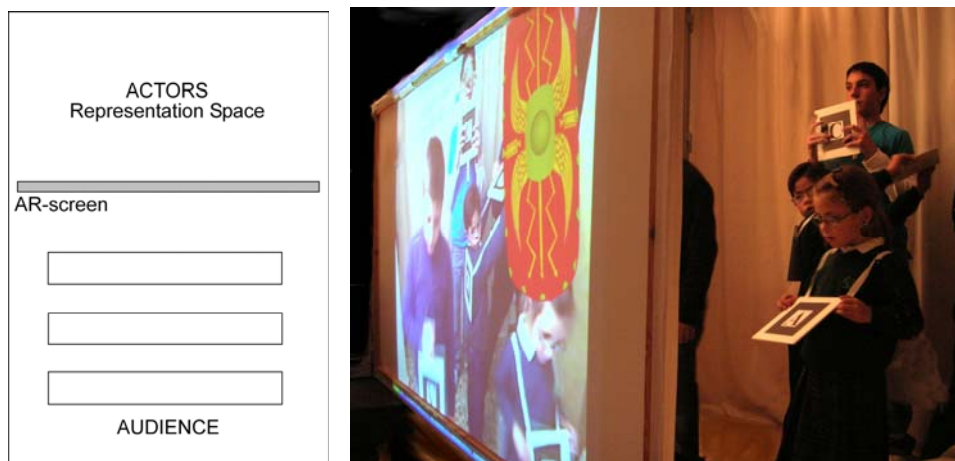 ACTORS
Representation Space
AR-screen
AUDIENCE
C
A